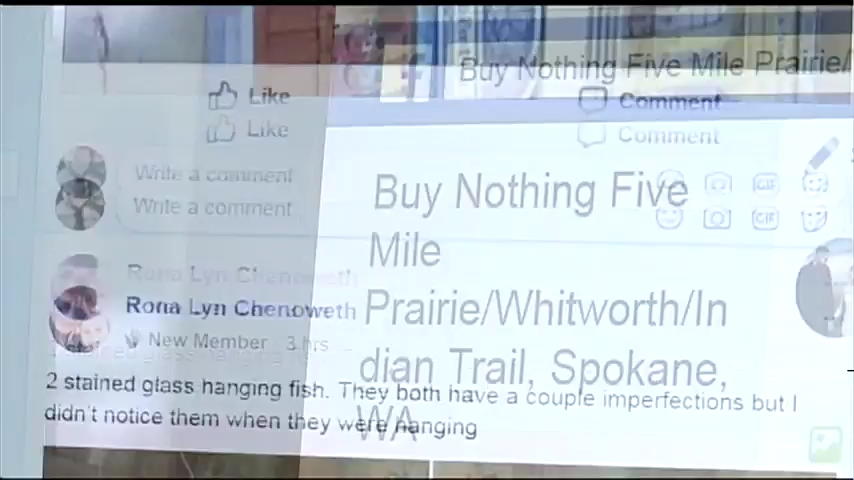 Buy Nothing Five Mile Prairie/
Like
Comment
Like
Comment
Write a comment
GIF
Write a comment
GIF
Buy Nothing Five
Mile
Prairie/Whitworth/In
dian Trail, Spokane,
WA
Rona Lyn Chenoweth
Rona Lyn Chenoweth
New Member 3 hrs
2 stained glass hanging fish. They both have a couple imperfections but I
didn't notice them when they were hanging